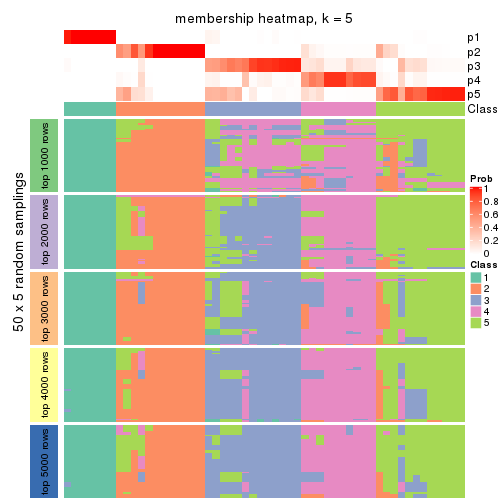 membership heatmap, k = 5
p1
p2
p3
p4
p5
Class
50 x 5 random samplings
top 1000 rows
top 2000 rows
top 3000 rows
top 4000 rows
top 5000 rows
Prob
1
0.8
0.6
0.4
0.2
0
Class
1
2
3
4
5